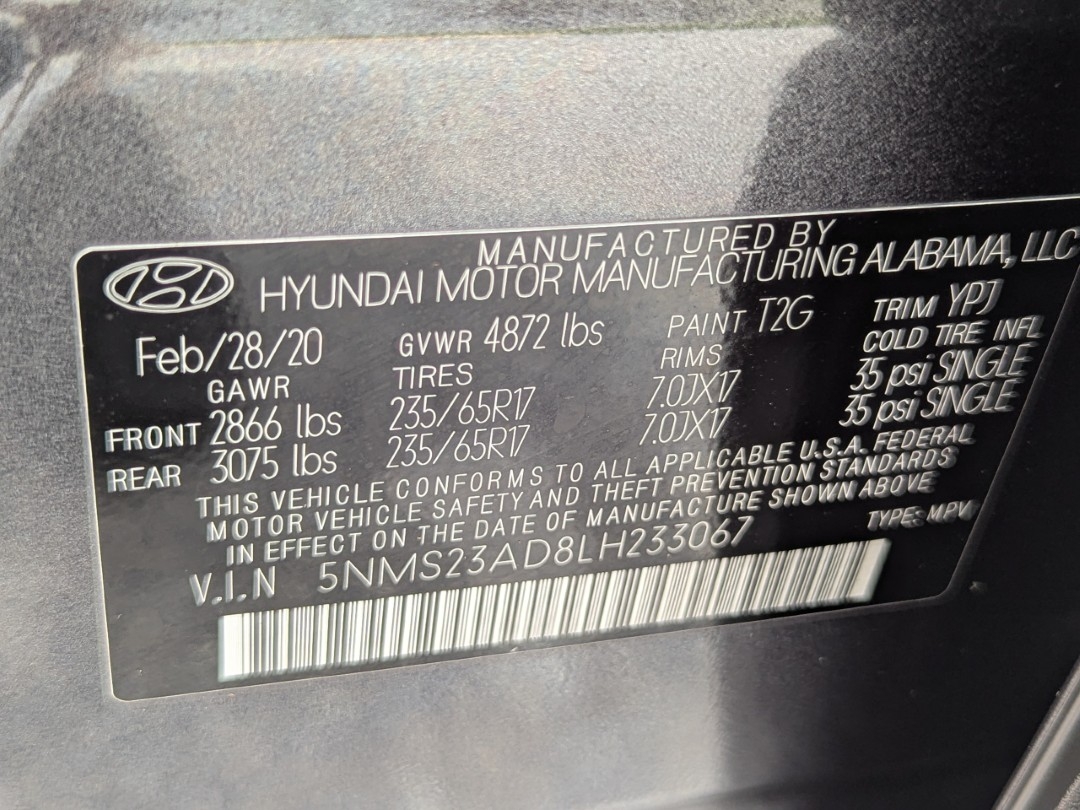 MANUFACTURED BY
HYUNDAI MOTOR MANUFACTURING ALABAMA, LLC
Feb/28/20 GVWR 4872 lbs PAINT T2G TRIM YPJ
GAWR TIRES RIMS COLD TIRE INFL
FRONT 2866 lbs 235/65R17 7.0JX17 35 psi SINGLE
REAR 3075 lbs 235/65R17 7.0JX17 35 psi SINGLE
THIS VEHICLE CONFORMS TO ALL APPLICABLE U.S.A. FEDERAL
MOTOR VEHICLE SAFETY AND THEFT PREVENTION STANDARDS
IN EFFECT ON THE DATE OF MANUFACTURE SHOWN ABOVE
V.I.N 5NMS23AD8LH233067 TYPE: MPV